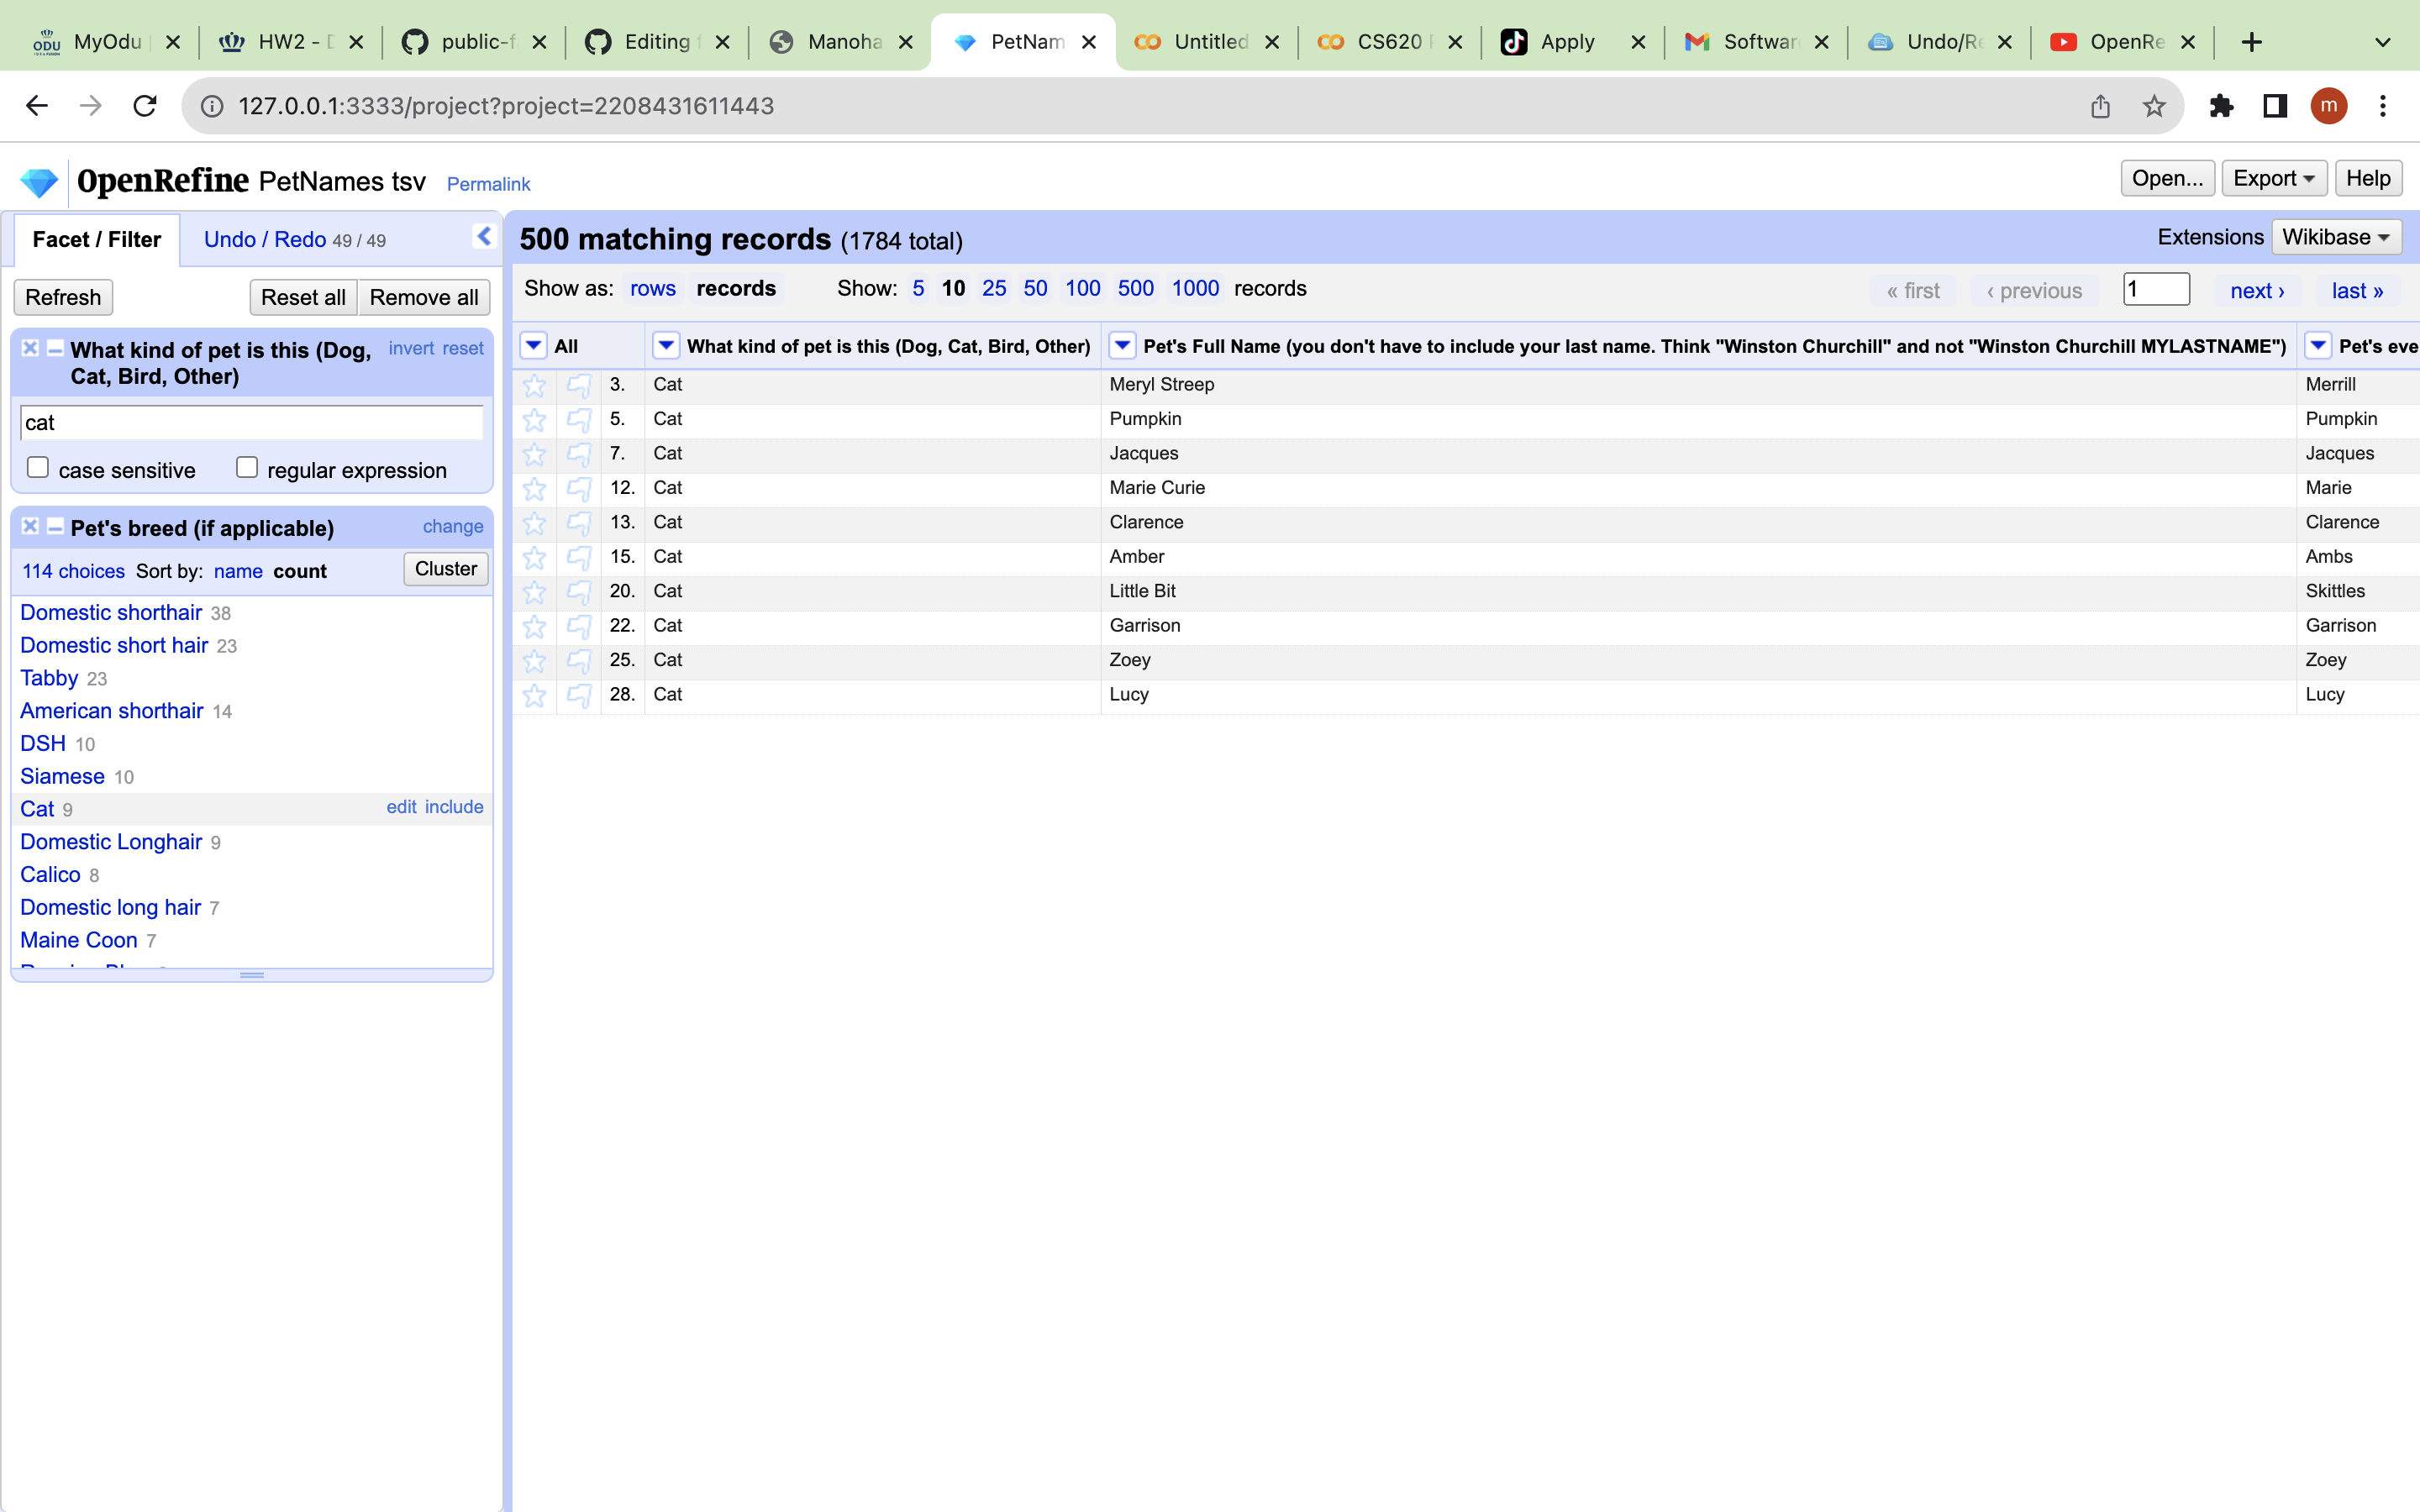 ODU MyOdu HW2 - public-f Editing Manoha PetNam Untitled CS620 Apply Softwar Undo/Re OpenRe
127.0.0.1:3333/project?project=2208431611443 m
OpenRefine PetNames tsv Permalink Open... Export Help
Facet / Filter Undo / Redo 49 / 49
500 matching records (1784 total) Extensions Wikibase
Refresh Reset all Remove all
Show as: rows records Show: 5 10 25 50 100 500 1000 records « first ‹ previous 1 next › last »
What kind of pet is this (Dog, Cat, Bird, Other) invert reset
cat
case sensitive regular expression
Pet's breed (if applicable) change
114 choices Sort by: name count Cluster
Domestic shorthair 38
Domestic short hair 23
Tabby 23
American shorthair 14
DSH 10
Siamese 10
Cat 9 edit include
Domestic Longhair 9
Calico 8
Domestic long hair 7
Maine Coon 7
All What kind of pet is this (Dog, Cat, Bird, Other) Pet's Full Name (you don't have to include your last name. Think "Winston Churchill" and not "Winston Churchill MYLASTNAME") Pet's eve
3. Cat Meryl Streep Merrill
5. Cat Pumpkin Pumpkin
7. Cat Jacques Jacques
12. Cat Marie Curie Marie
13. Cat Clarence Clarence
15. Cat Amber Ambs
20. Cat Little Bit Skittles
22. Cat Garrison Garrison
25. Cat Zoey Zoey
28. Cat Lucy Lucy